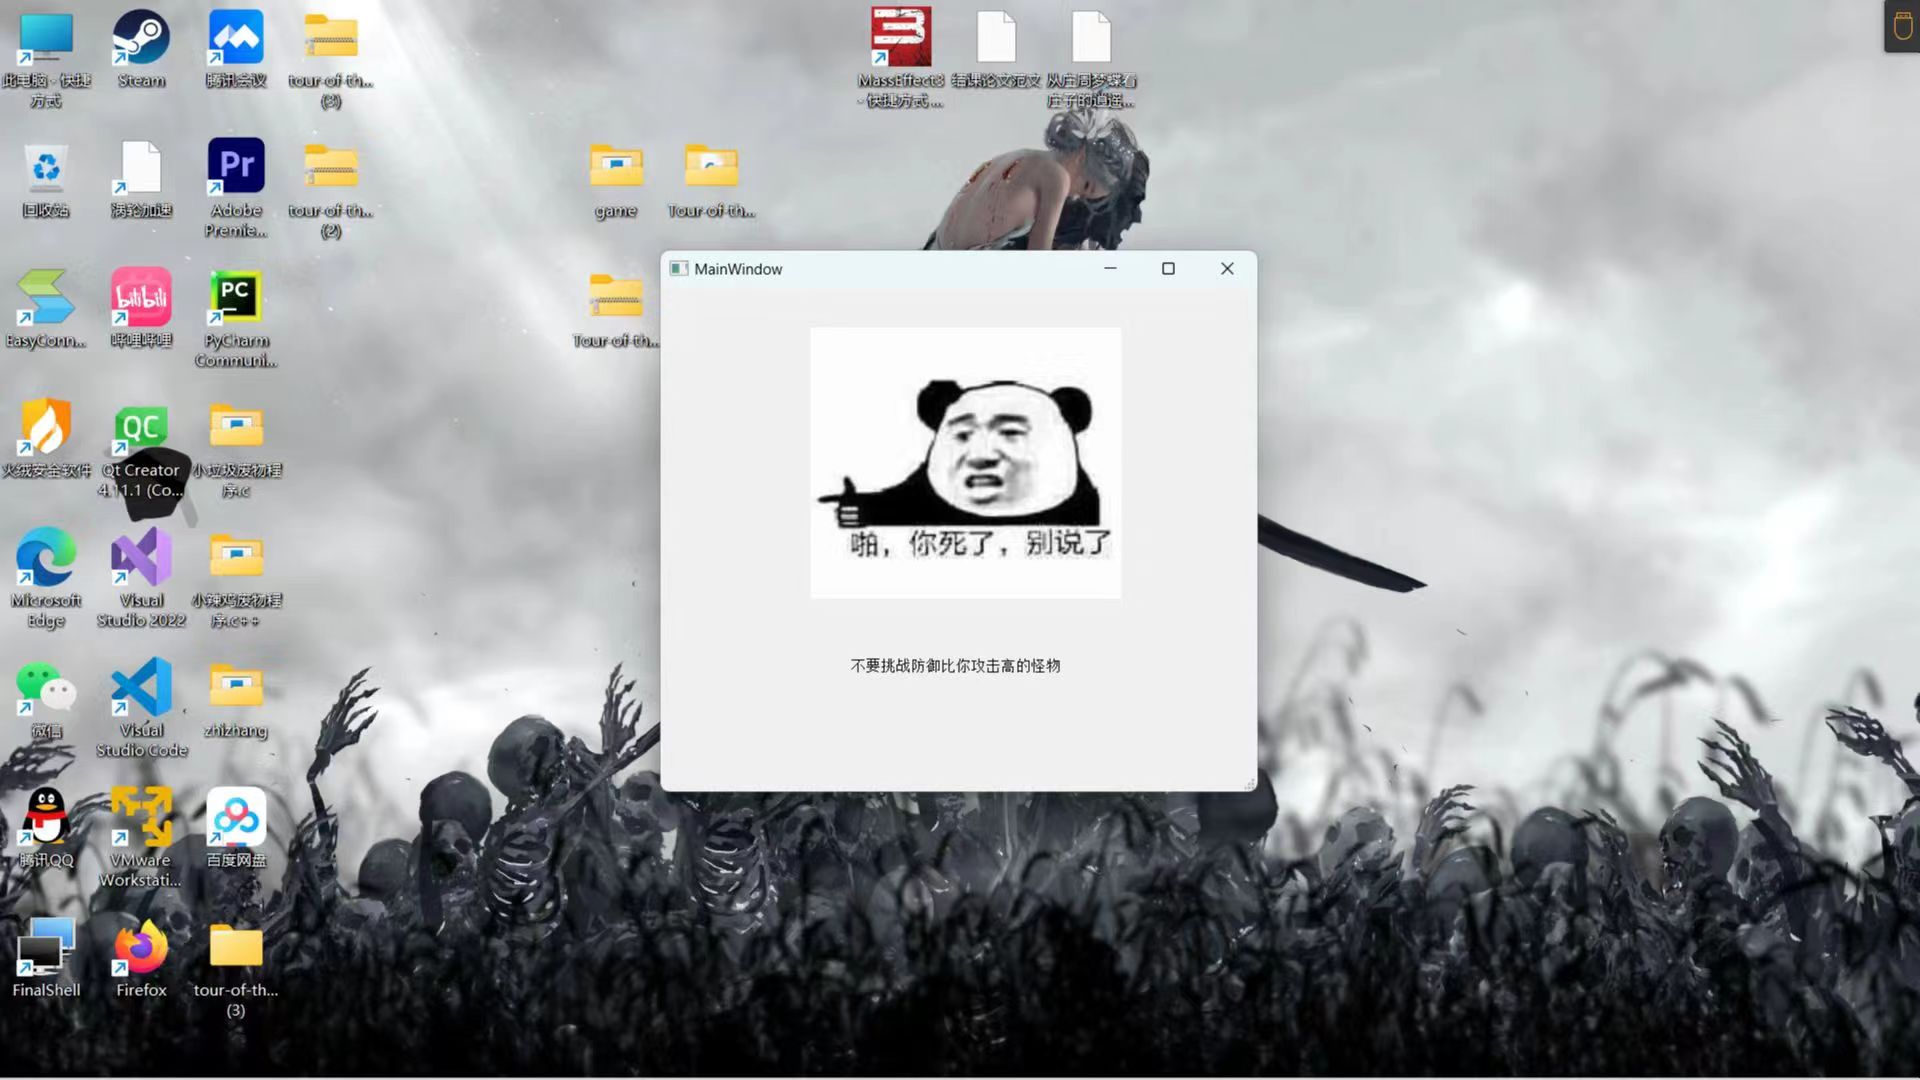 此电脑 - 快捷
方式
Steam
腾讯会议
tour-of-th...
(3)
MassEffect3
- 快捷方式 ...
结课论文范文
从庄周梦蝶看
庄子的逍遥...
回收站
涡轮加速
Pr
Adobe
Premie...
tour-of-th...
(2)
game
Tour-of-th...
MainWindow
EasyConn...
bilibili
哔哩哔哩
PC
PyCharm
Communi...
Tour-of-th...
火绒安全软件
QC
Qt Creator
4.11.1 (Co...
小垃圾废物程
序.c
啪，你死了，别说了
Microsoft
Edge
Visual
Studio 2022
小辣鸡废物程
序.c++
不要挑战防御比你攻击高的怪物
微信
Visual
Studio Code
zhizhang
腾讯QQ
VMware
Workstati...
百度网盘
FinalShell
Firefox
tour-of-th...
(3)